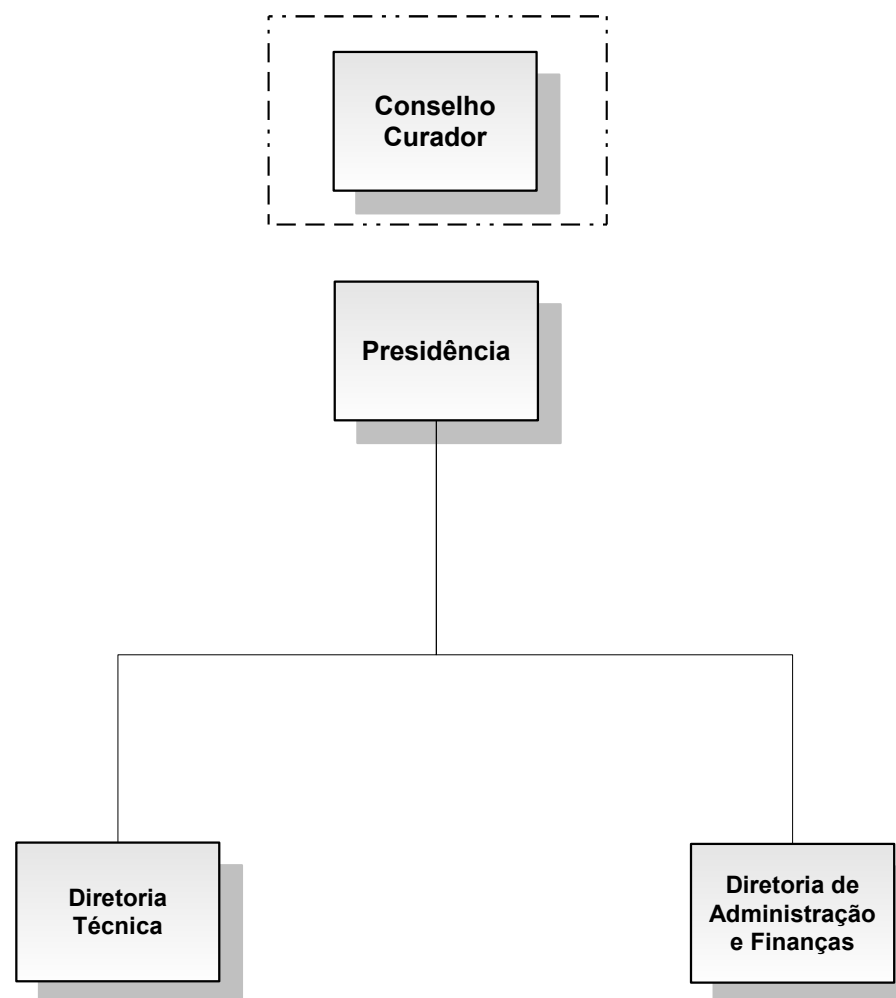 Conselho
Curador
Presidência
Diretoria
Técnica
Diretoria de
Administração
e Finanças